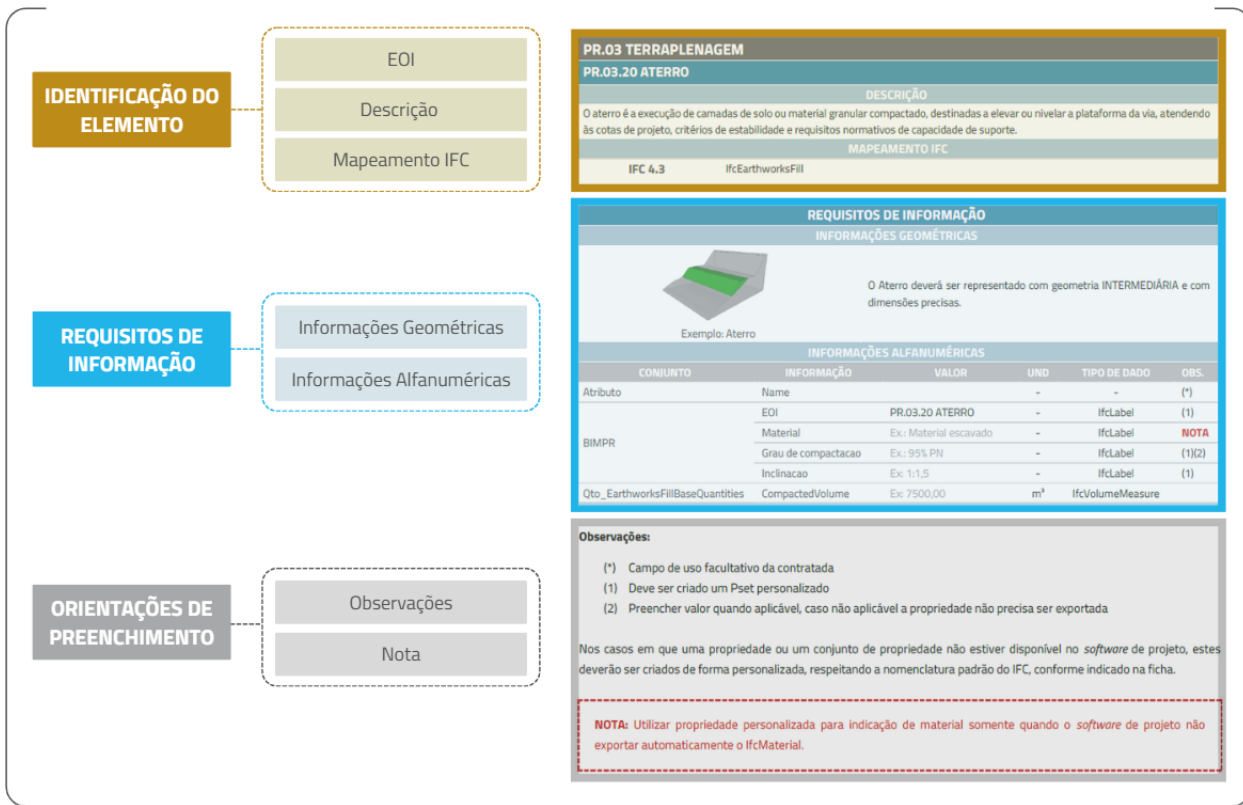 IDENTIFICAÇÃO DO
ELEMENTO
EOI
Descrição
Mapeamento IFC
PR.03 TERRAPLENAGEM
PR.03.20 ATERRO
DESCRIÇÃO
O aterro é a execução de camadas de solo ou material granular compactado, destinadas a elevar ou nivelar a plataforma da via, atendendo
às cotas de projeto, critérios de estabilidade e requisitos normativos de capacidade de suporte.
MAPEAMENTO IFC
IFC 4.3 IfcEarthworksFill
REQUISITOS DE
INFORMAÇÃO
Informações Geométricas
Informações Alfanuméricas
REQUISITOS DE INFORMAÇÃO
INFORMAÇÕES GEOMÉTRICAS
O Aterro deverá ser representado com geometria INTERMEDIÁRIA e com
dimensões precisas.
Exemplo: Aterro
INFORMAÇÕES ALFANUMÉRICAS
CONJUNTO INFORMAÇÃO VALOR UND TIPO DE DADO OBS.
Atributo Name - - (*)
BIMPR
EOI PR.03.20 ATERRO - IfcLabel (1)
Material Ex.: Material escavado - IfcLabel NOTA
Grau de compactacao Ex.: 95% PN - IfcLabel (1)(2)
Inclinacao Ex: 1:1,5 - IfcLabel (1)
Qto_EarthworksFillBaseQuantities CompactedVolume Ex: 7500,00 m³ IfcVolumeMeasure
ORIENTAÇÕES DE
PREENCHIMENTO
Observações
Nota
Observações:
(*) Campo de uso facultativo da contratada
(1) Deve ser criado um Pset personalizado
(2) Preencher valor quando aplicável, caso não aplicável a propriedade não precisa ser exportada
Nos casos em que uma propriedade ou um conjunto de propriedade não estiver disponível no software de projeto, estes
deverão ser criados de forma personalizada, respeitando a nomenclatura padrão do IFC, conforme indicado na ficha.
NOTA: Utilizar propriedade personalizada para indicação de material somente quando o software de projeto não
exportar automaticamente o IfcMaterial.